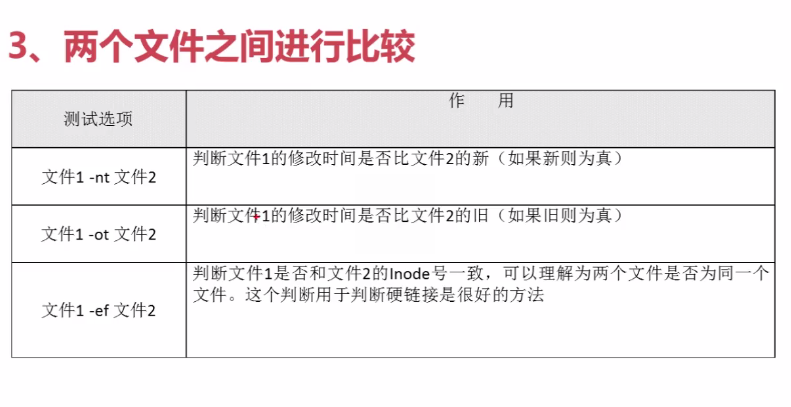 3、两个文件之间进行比较
测试选项
作 用
文件1 -nt 文件2
判断文件1的修改时间是否比文件2的新（如果新则为真）
文件1 -ot 文件2
判断文件1的修改时间是否比文件2的旧（如果旧则为真）
文件1 -ef 文件2
判断文件1是否和文件2的Inode号一致，可以理解为两个文件是否为同一个
文件。这个判断用于判断硬链接是很好的方法